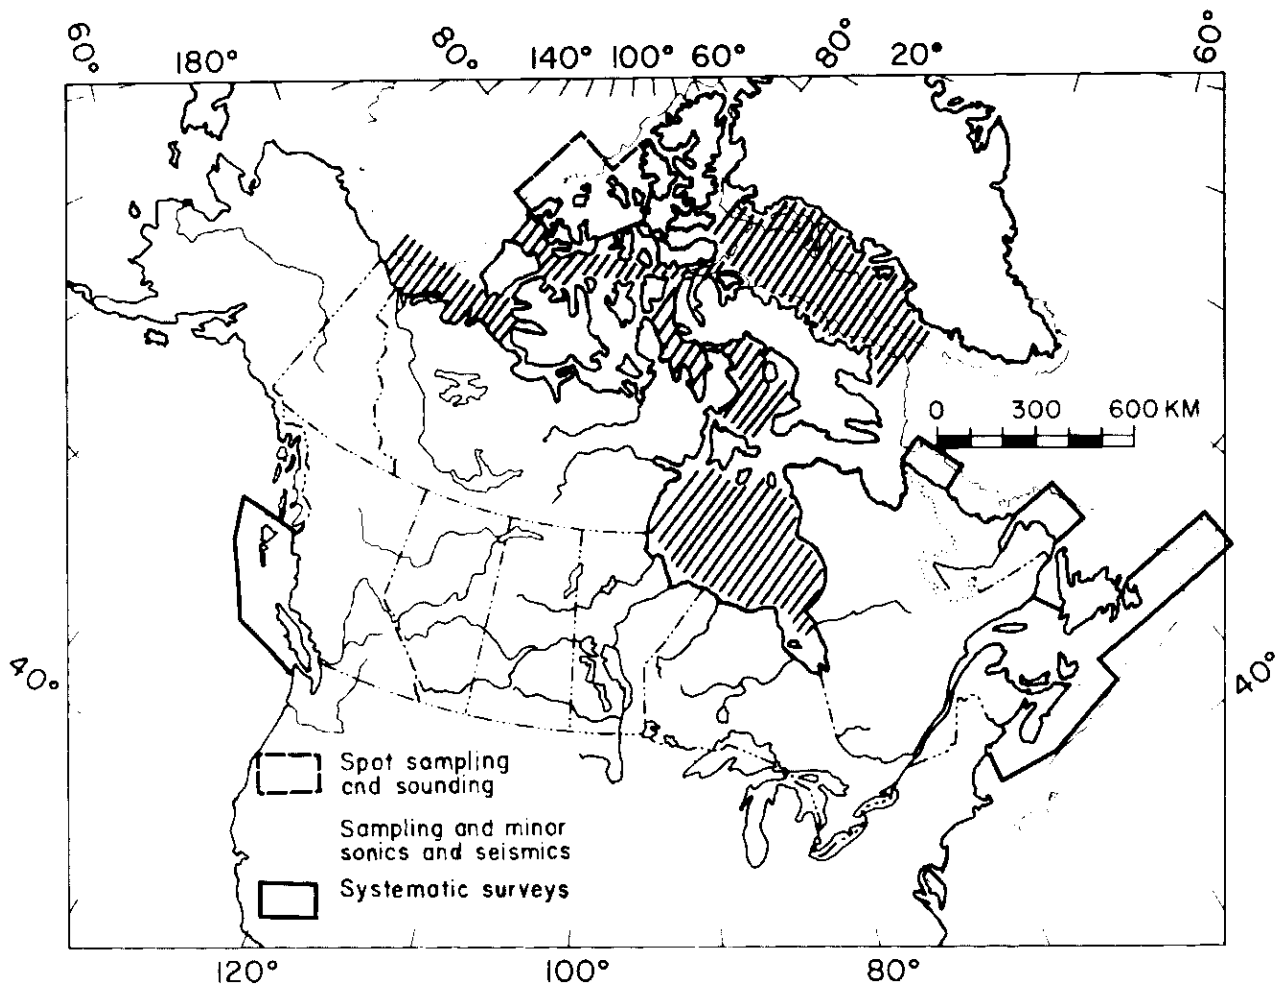 60° 180° 80° 140° 100° 60° 80° 20° 60°
0 300 600 KM
40° 40°
Spot sampling
cnd sounding
Sampling and minor
sonics and seismics
Systematic surveys
120° 100° 80°